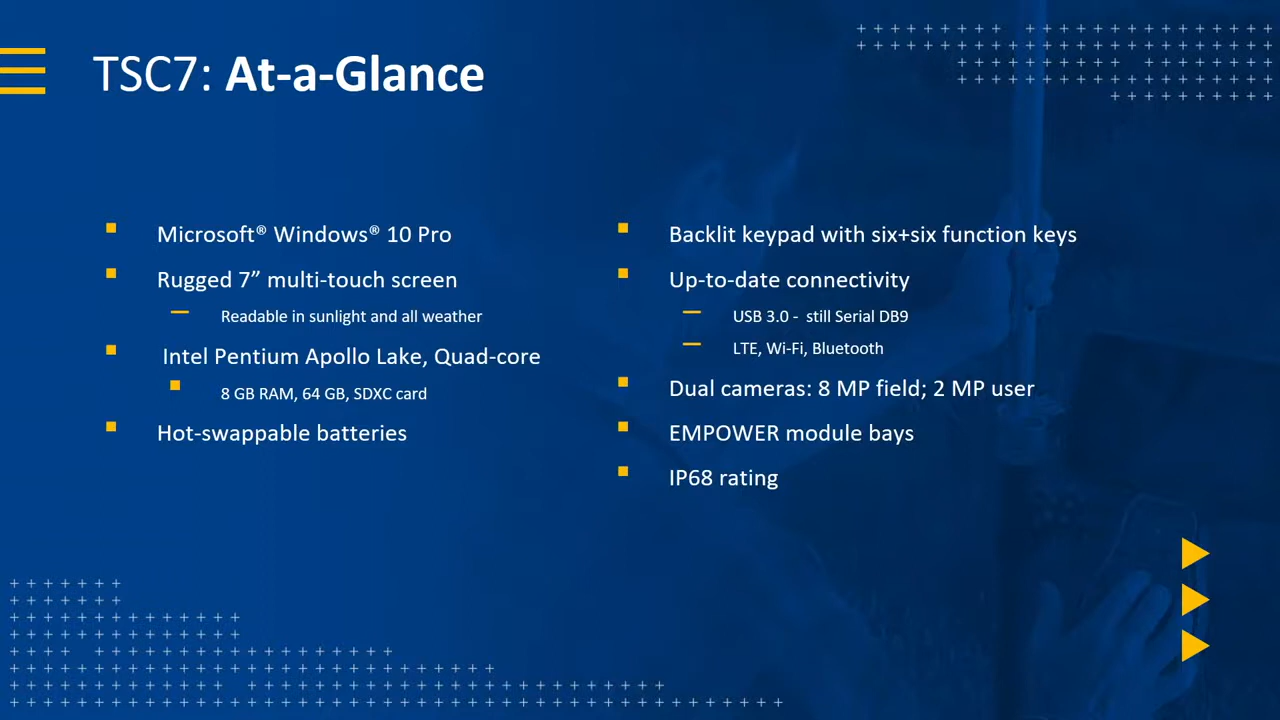 TSC7: At-a-Glance
Microsoft® Windows® 10 Pro
Rugged 7” multi-touch screen
Readable in sunlight and all weather
Intel Pentium Apollo Lake, Quad-core
8 GB RAM, 64 GB, SDXC card
Hot-swappable batteries
Backlit keypad with six+six function keys
Up-to-date connectivity
USB 3.0 - still Serial DB9
LTE, Wi-Fi, Bluetooth
Dual cameras: 8 MP field; 2 MP user
EMPOWER module bays
IP68 rating